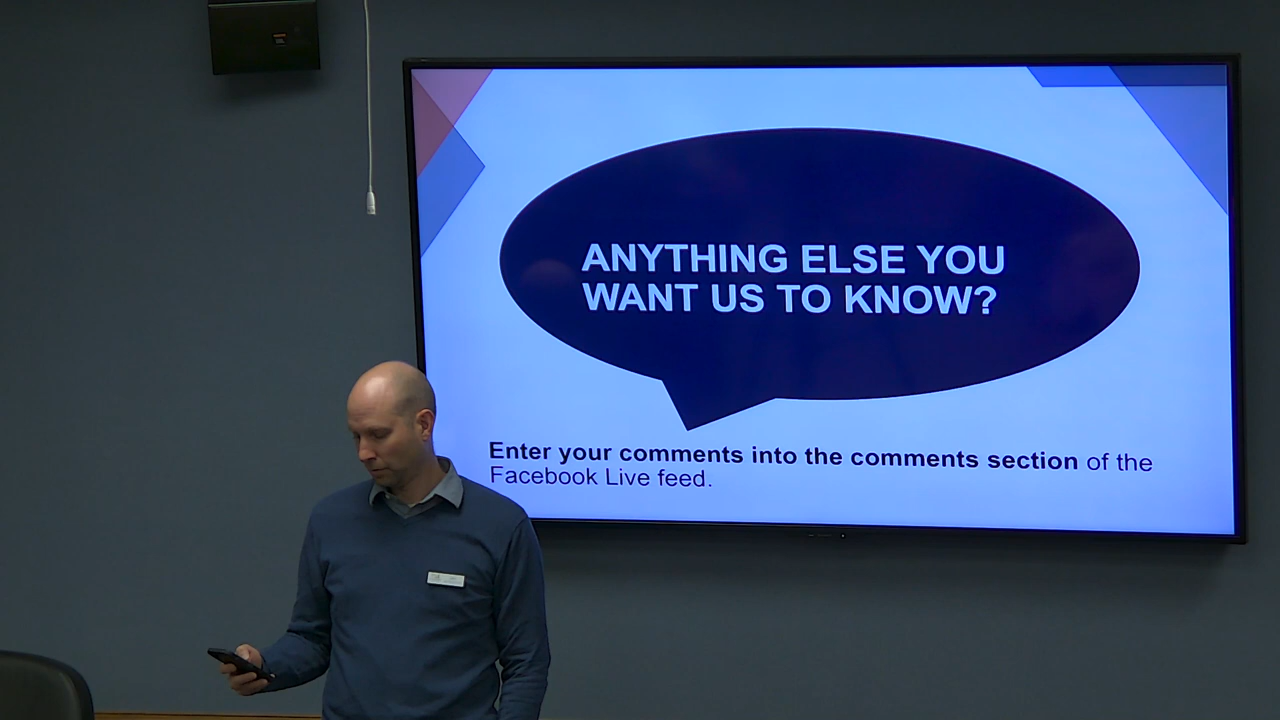 ANYTHING ELSE YOU
WANT US TO KNOW?
Enter your comments into the comments section of the
Facebook Live feed.